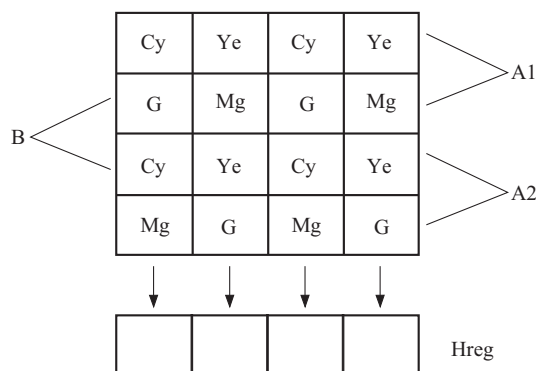 Cy Ye Cy Ye
A1
G Mg G Mg
B
Cy Ye Cy Ye
A2
Mg G Mg G
Hreg